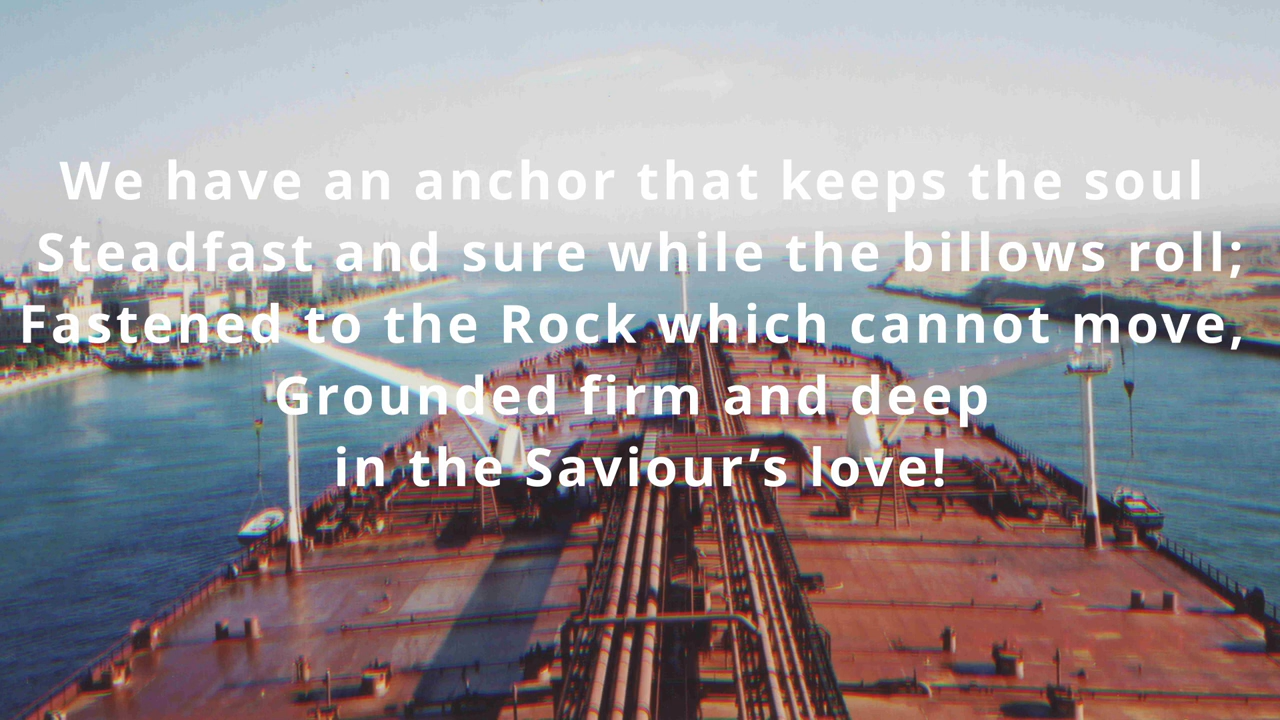 We have an anchor that keeps the soul
Steadfast and sure while the billows roll;
Fastened to the Rock which cannot move,
Grounded firm and deep
in the Saviour’s love!